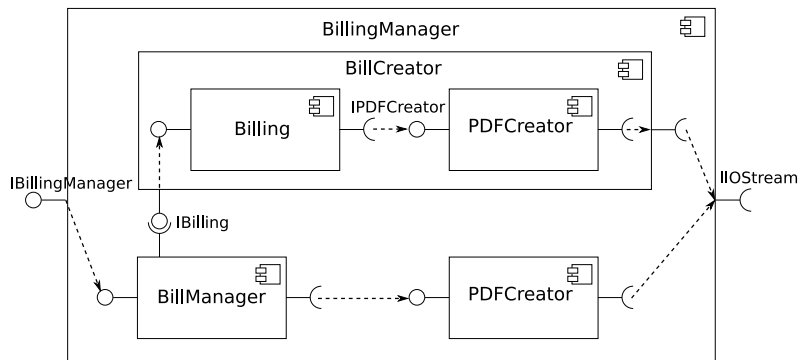 BillingManager
BillCreator
IPDFCreator
Billing
PDFCreator
IBillingManager
IIOStream
IBilling
BillManager
PDFCreator